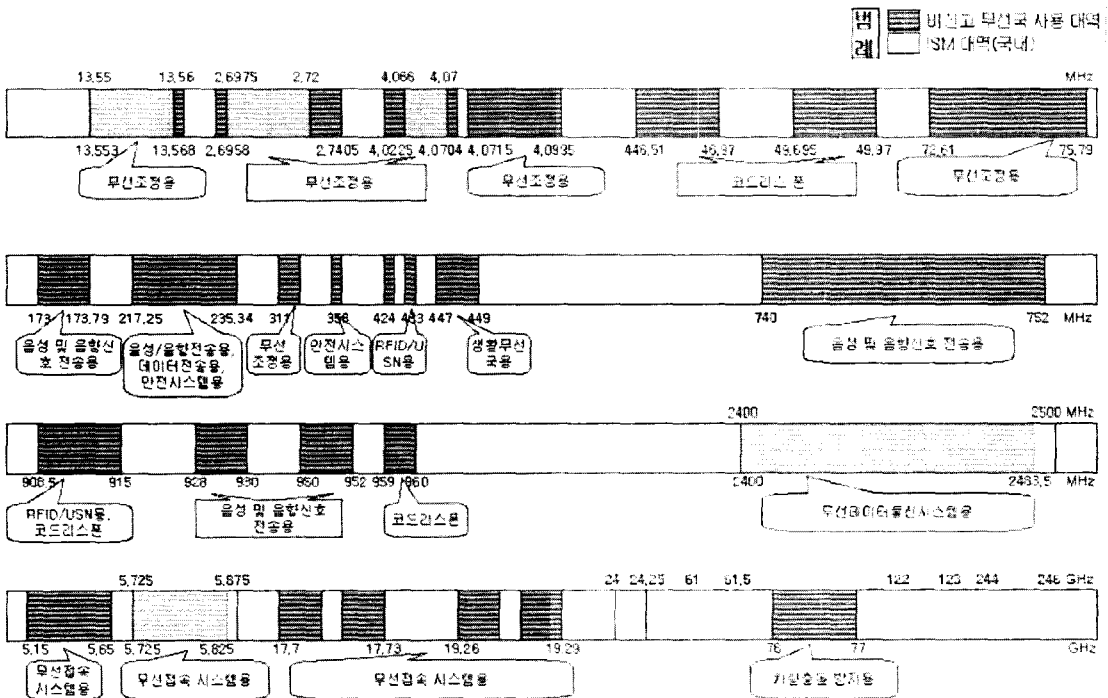 범례
비신고 무선국 사용 대역
ISM 대역(국내)
13,55 13,56 2,6975 2,72 4,066 4,07 MHz
13,553 13,568 2,6958 2,7405 4,0225 4,0704 4,0715 4,0935 446,51 46,97 49,695 49,97 72,61 75,79
무선조정용 무선조정용 무선조정용 코드리스 폰 무선조정용
173 173,79 217,25 235,34 311 358 424 433 447 449 740 752 MHz
음성 및 음향신
호 전송용
음성/음향전송용,
데이터전송용,
안전시스템용
무선
조정용
안전시스
템용
RFID/U
SN용
생활무선
국용
음성 및 음향신호 전송용
2400 2500 MHz
908,5 915 928 930 950 952 959 960 2400 2483,5 MHz
RFID/USN용,
코드리스폰
음성 및 음향신호
전송용
코드리스폰
무선데이터통신시스템용
5,725 5,875 24 24,25 61 61,5 122 123 244 246 GHz
5,15 5,65 5,725 5,825 17,7 17,73 19,26 19,29 76 77 GHz
무선접속
시스템용
무선접속 시스템용
무선접속 시스템용
차량충돌 방지용